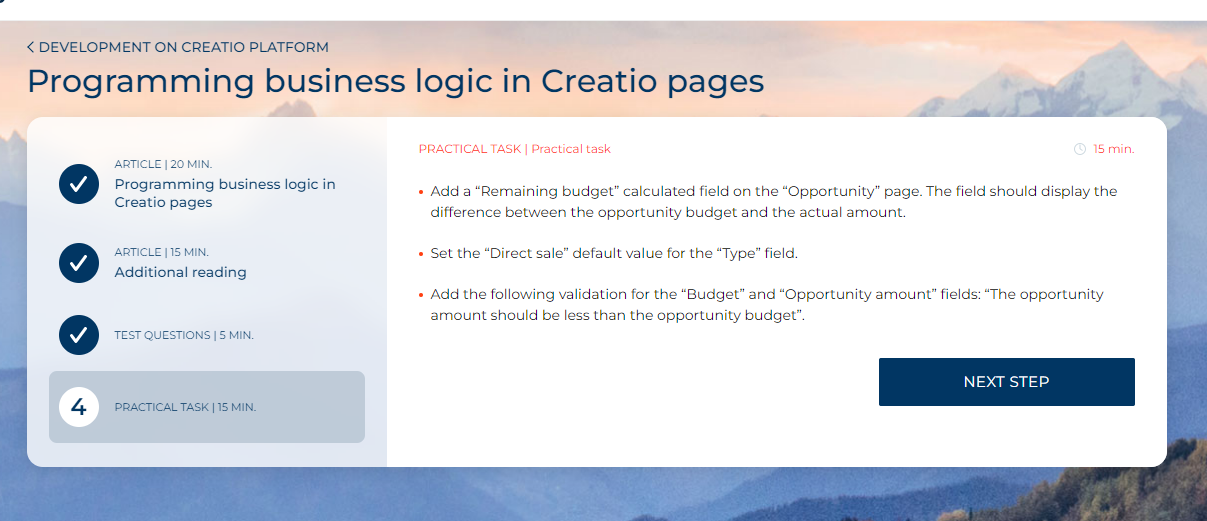 < DEVELOPMENT ON CREATIO PLATFORM
Programming business logic in Creatio pages
ARTICLE | 20 MIN.
Programming business logic in
Creatio pages
ARTICLE | 15 MIN.
Additional reading
TEST QUESTIONS | 5 MIN.
4
PRACTICAL TASK | 15 MIN.
PRACTICAL TASK | Practical task
15 min.
• Add a “Remaining budget” calculated field on the “Opportunity” page. The field should display the
difference between the opportunity budget and the actual amount.
• Set the “Direct sale” default value for the “Type” field.
• Add the following validation for the “Budget” and “Opportunity amount” fields: “The opportunity
amount should be less than the opportunity budget”.
NEXT STEP